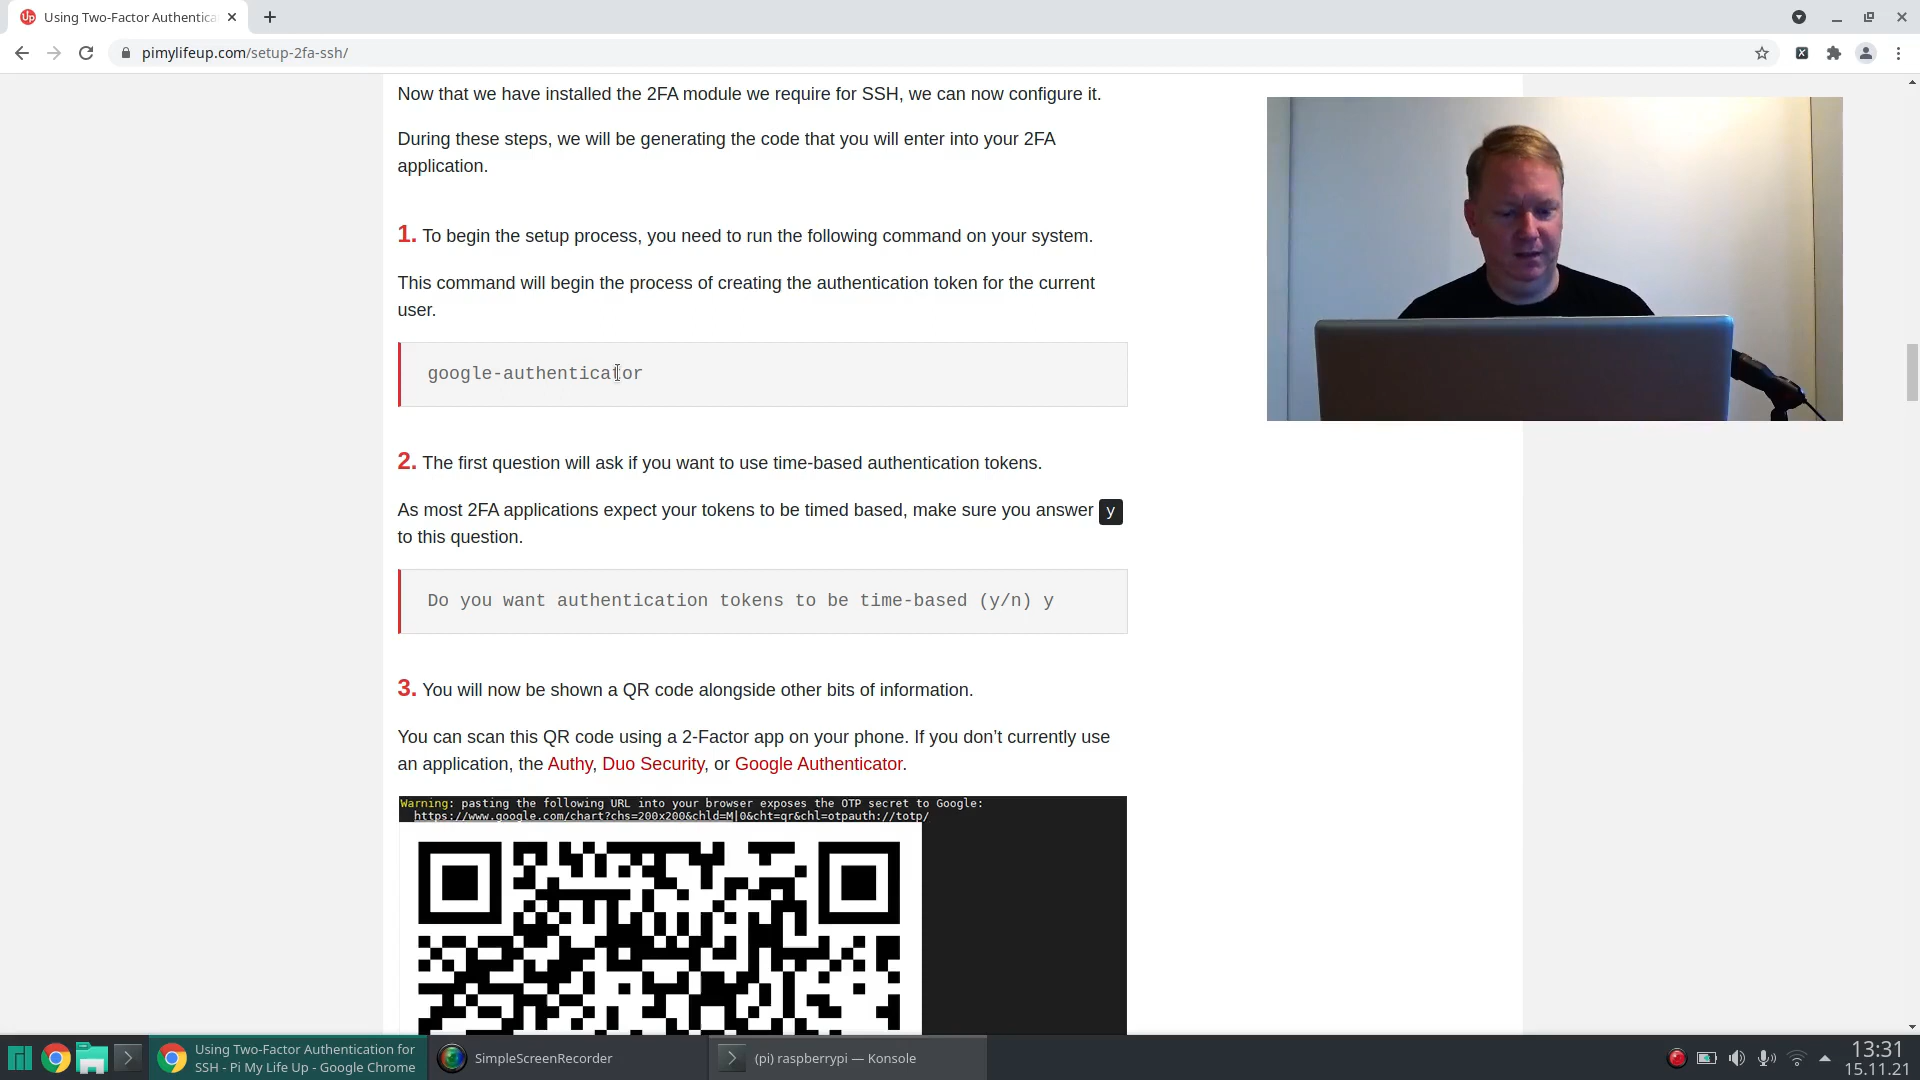 Using Two-Factor Authentica
pimylifeup.com/setup-2fa-ssh/
Now that we have installed the 2FA module we require for SSH, we can now configure it.
During these steps, we will be generating the code that you will enter into your 2FA
application.
1. To begin the setup process, you need to run the following command on your system.
This command will begin the process of creating the authentication token for the current
user.
google-authenticator
2. The first question will ask if you want to use time-based authentication tokens.
As most 2FA applications expect your tokens to be timed based, make sure you answer y
to this question.
Do you want authentication tokens to be time-based (y/n) y
3. You will now be shown a QR code alongside other bits of information.
You can scan this QR code using a 2-Factor app on your phone. If you don’t currently use
an application, the Authy, Duo Security, or Google Authenticator.
Warning: pasting the following URL into your browser exposes the OTP secret to Google:
https://www.google.com/chart?chs=200x200&chld=M|0&cht=qr&chl=otpauth://totp/
Using Two-Factor Authentication for
SSH - Pi My Life Up - Google Chrome
SimpleScreenRecorder
(pi) raspberrypi — Konsole
13:31
15.11.21